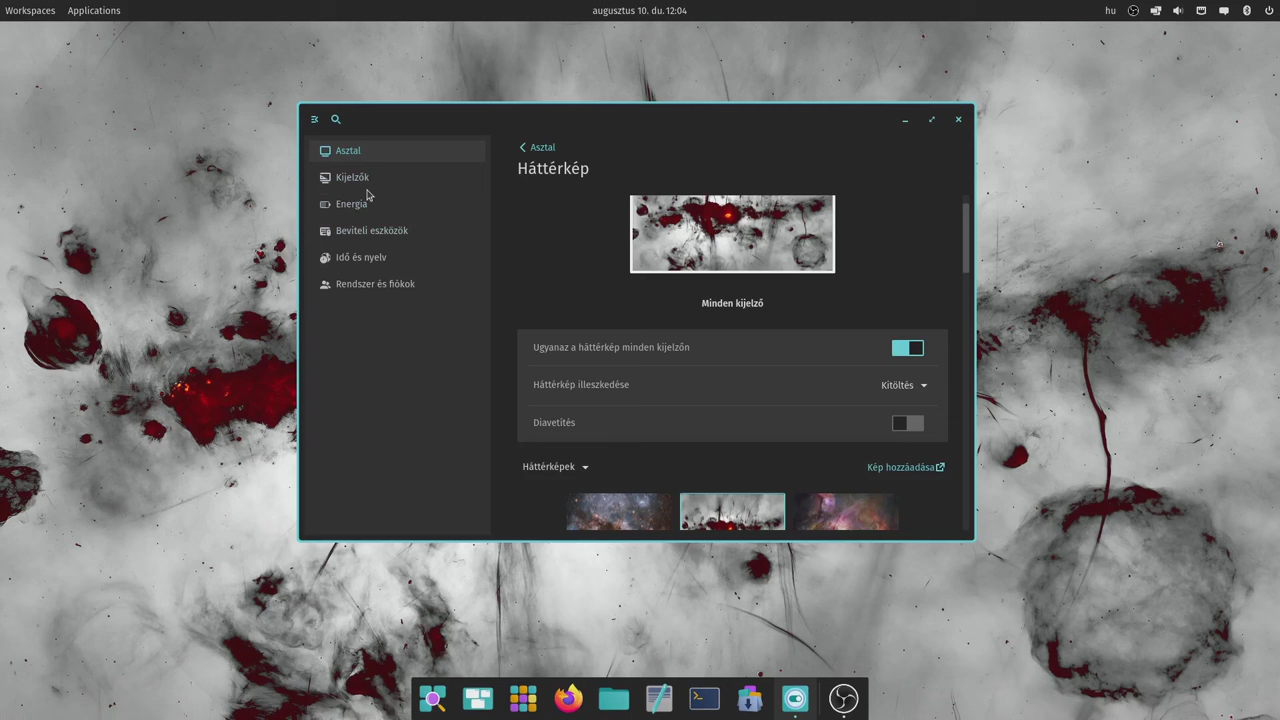 Workspaces Applications augusztus 10. du. 12:04 hu
Asztal
Kijelzők
Energia
Beviteli eszközök
Idő és nyelv
Rendszer és fiókok
Asztal
Háttérkép
Minden kijelző
Ugyanaz a háttérkép minden kijelzőn
Háttérkép illeszkedése Kitöltés
Diavetítés
Háttérképek Kép hozzáadása